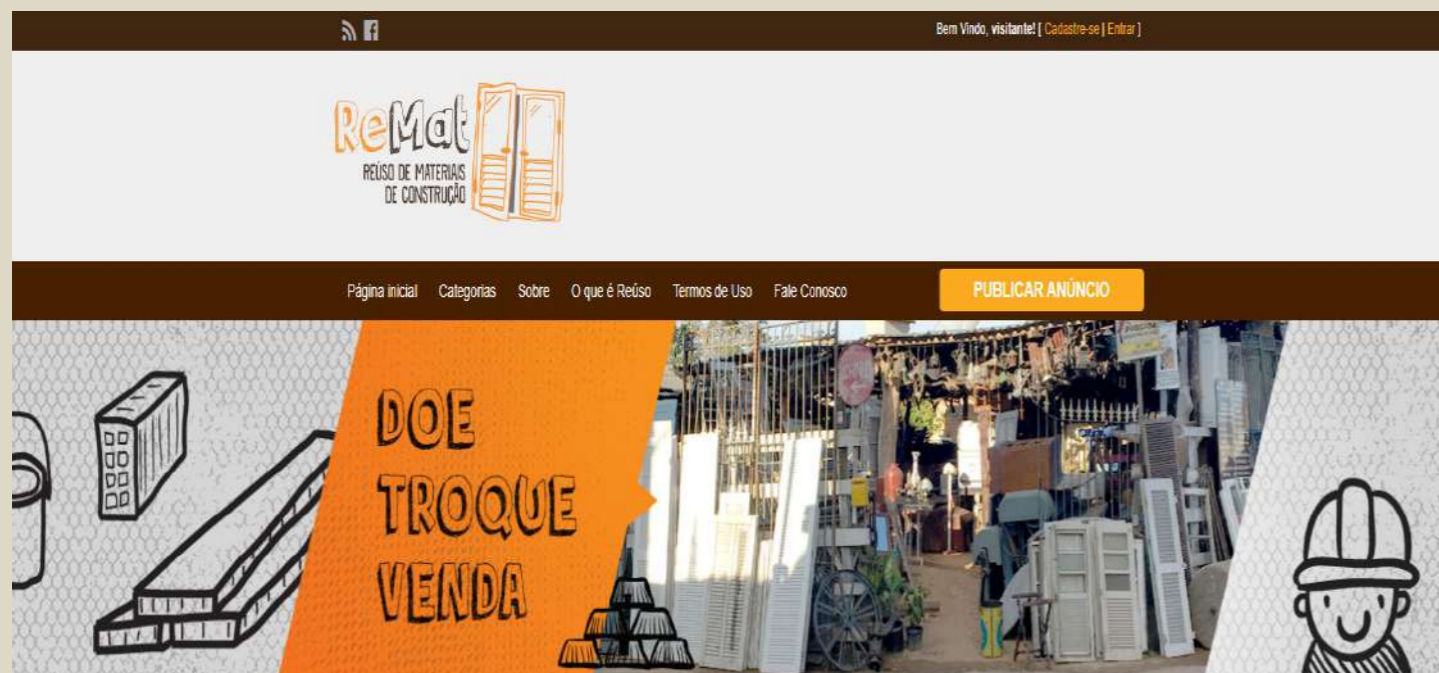 Bem Vindo, visitante! [ Cadastre-se | Entrar ]
ReMat
REÚSO DE MATERIAIS
DE CONSTRUÇÃO
Página inicial Categorias Sobre O que é Reúso Termos de Uso Fale Conosco PUBLICAR ANÚNCIO
DOE
TROQUE
VENDA